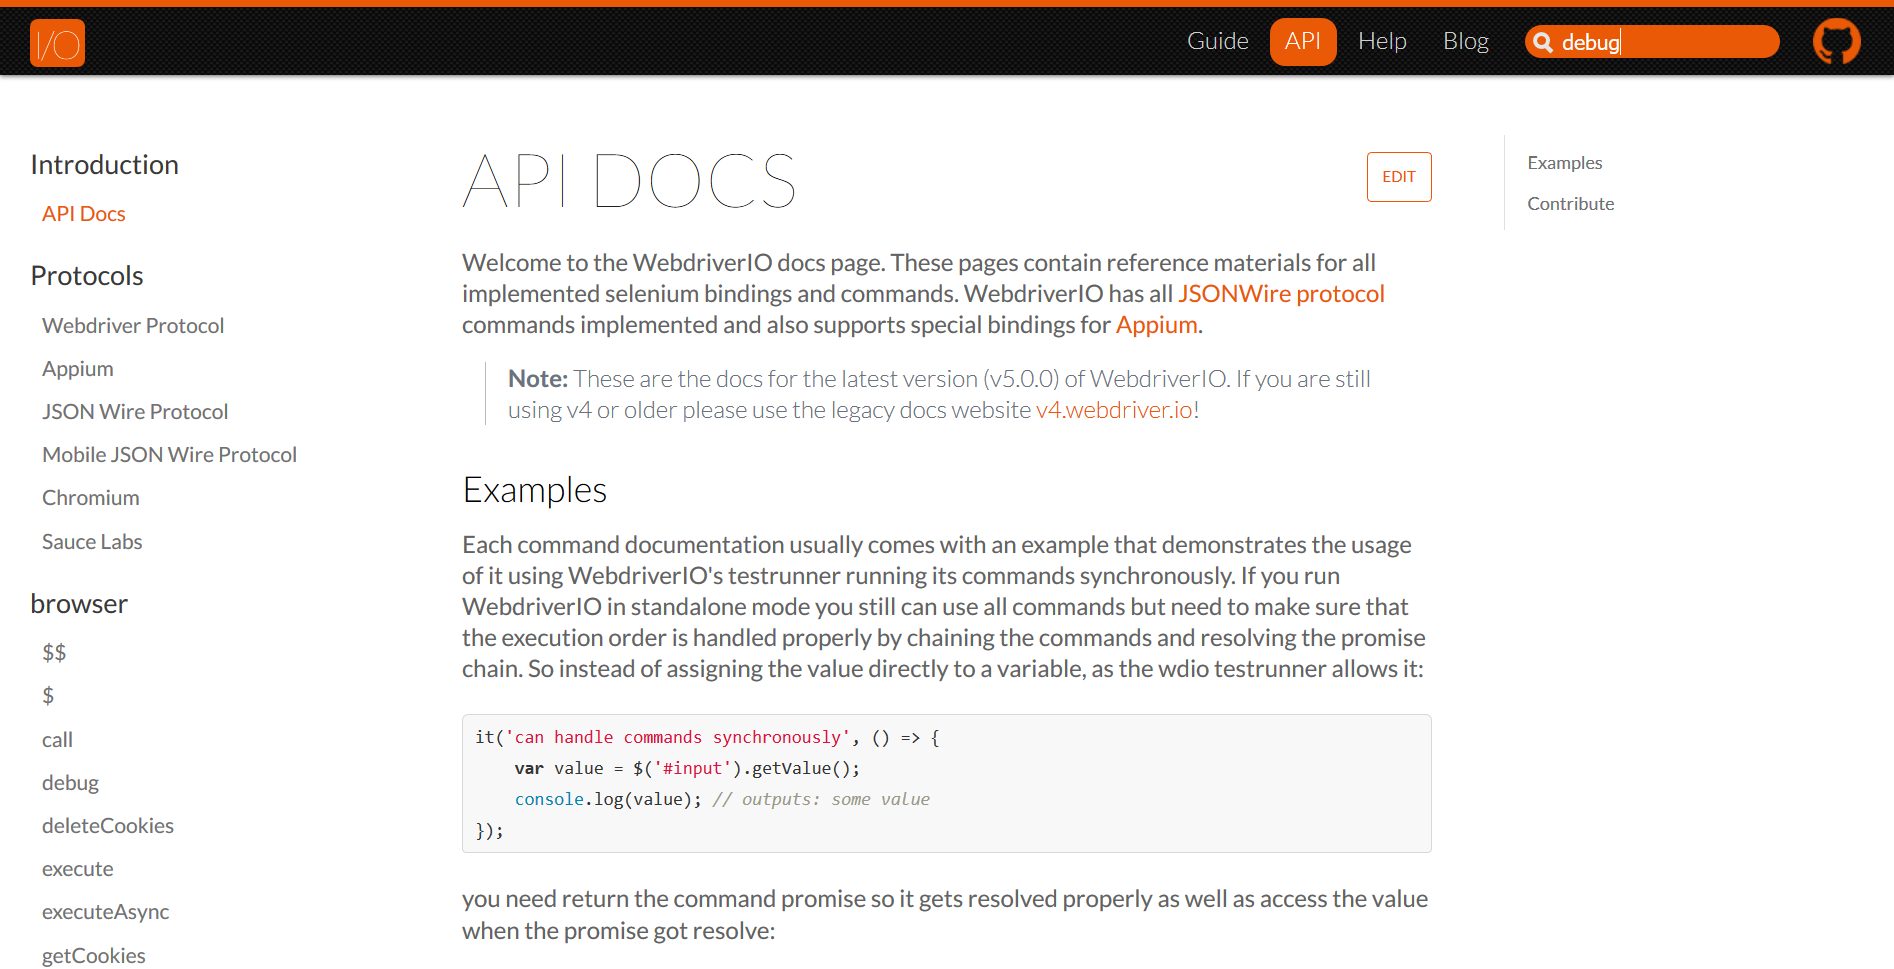 I/O
Guide
API
Help
Blog
debug
Introduction
API Docs
Protocols
Webdriver Protocol
Appium
JSON Wire Protocol
Mobile JSON Wire Protocol
Chromium
Sauce Labs
browser
$$
$
call
debug
deleteCookies
execute
executeAsync
getCookies
API DOCS
EDIT
Welcome to the WebdriverIO docs page. These pages contain reference materials for all
implemented selenium bindings and commands. WebdriverIO has all JSONWire protocol
commands implemented and also supports special bindings for Appium.
Note: These are the docs for the latest version (v5.0.0) of WebdriverIO. If you are still
using v4 or older please use the legacy docs website v4.webdriver.io!
Examples
Each command documentation usually comes with an example that demonstrates the usage
of it using WebdriverIO's testrunner running its commands synchronously. If you run
WebdriverIO in standalone mode you still can use all commands but need to make sure that
the execution order is handled properly by chaining the commands and resolving the promise
chain. So instead of assigning the value directly to a variable, as the wdio testrunner allows it:
it('can handle commands synchronously', () => {
    var value = $('#input').getValue();
    console.log(value); // outputs: some value
});
you need return the command promise so it gets resolved properly as well as access the value
when the promise got resolve:
Examples
Contribute